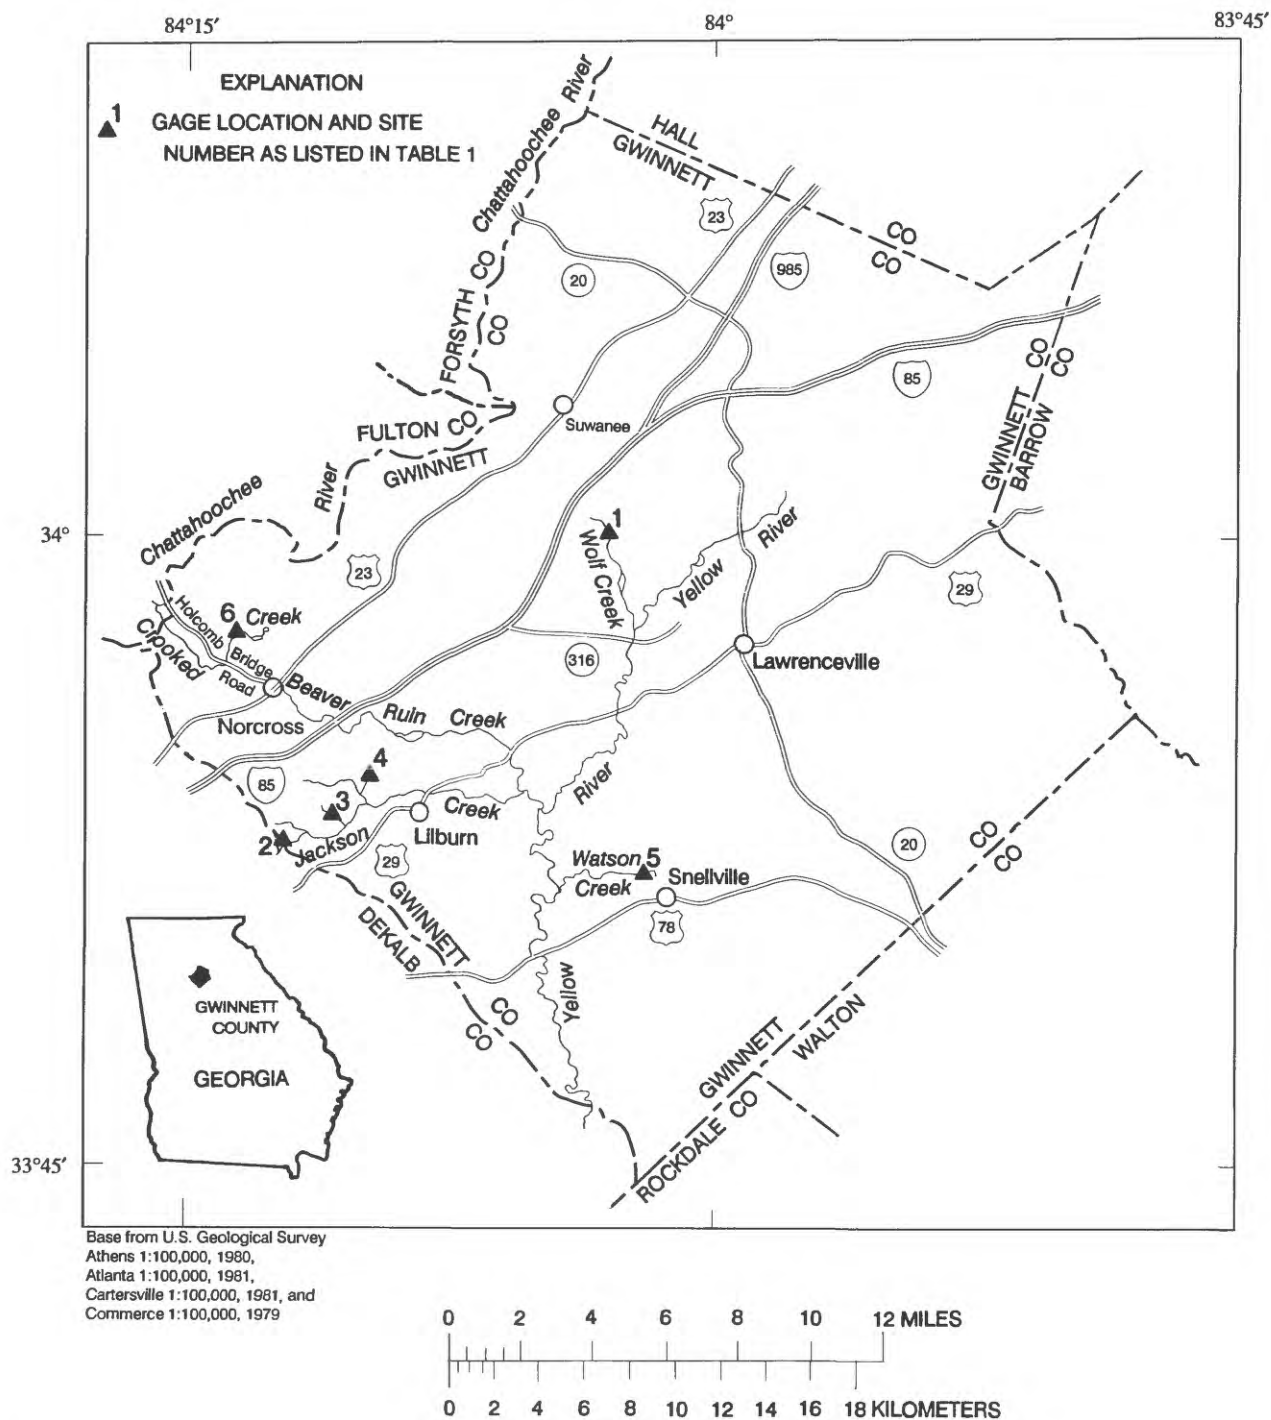 84°15′
84°
83°45′
EXPLANATION
1
GAGE LOCATION AND SITE
NUMBER AS LISTED IN TABLE 1
Chattahoochee River
HALL CO
GWINNETT CO
23
985
20
FORSYTH CO
CO
85
GWINNETT CO
BARROW CO
Suwanee
FULTON CO
GWINNETT
Chattahoochee
River
34°
1
Wolf Creek
Yellow River
23
29
Holcomb
Bridge
Road
6
Creek
Crooked
316
Lawrenceville
Beaver Ruin Creek
Norcross
4
85
3
River
Creek
2
Jackson
Lilburn
29
Watson
Creek
5
Snellville
20
CO
CO
78
GWINNETT CO
DEKALB CO
Yellow
GWINNETT
COUNTY
GEORGIA
GWINNETT
WALTON
ROCKDALE CO
33°45′
Base from U.S. Geological Survey
Athens 1:100,000, 1980,
Atlanta 1:100,000, 1981,
Cartersville 1:100,000, 1981, and
Commerce 1:100,000, 1979
0 2 4 6 8 10 12 MILES
0 2 4 6 8 10 12 14 16 18 KILOMETERS